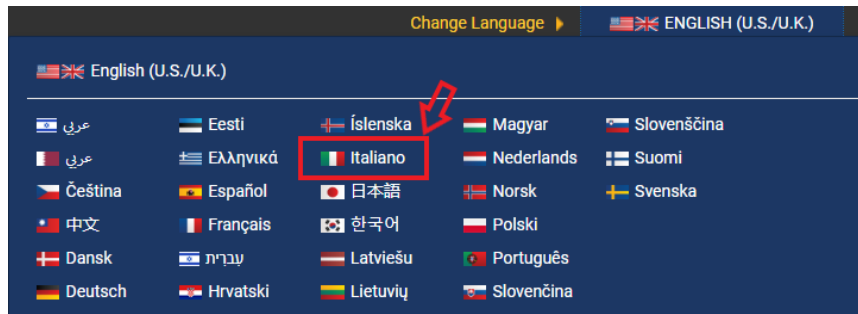 Change Language ENGLISH (U.S./U.K.)
English (U.S./U.K.)
عربي Eesti Íslenska Magyar Slovenščina
عربي Ελληνικά Italiano Nederlands Suomi
Čeština Español 日本語 Norsk Svenska
中文 Français 한국어 Polski
Dansk עברית Latviešu Português
Deutsch Hrvatski Lietuvių Slovenčina